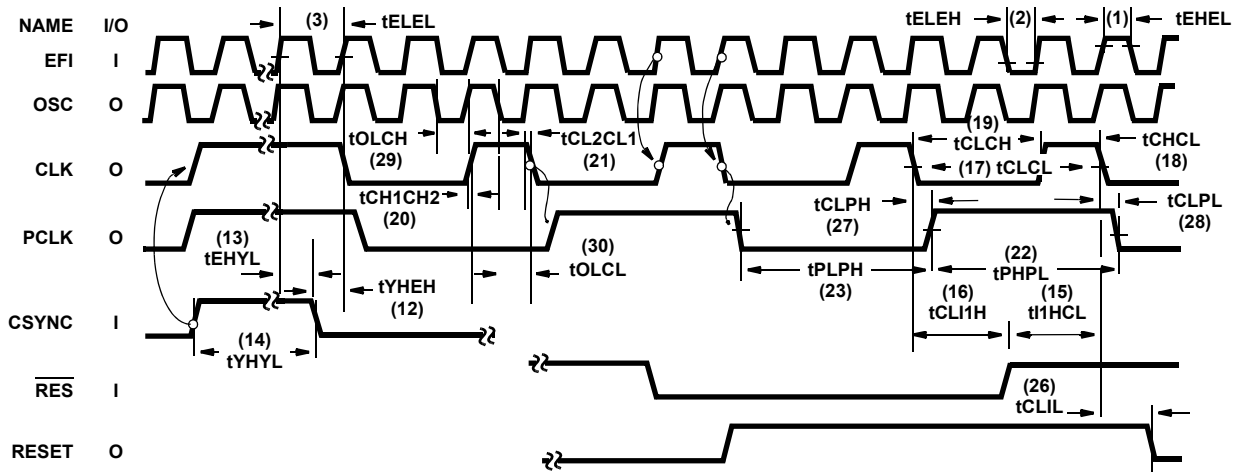 NAME I/O (3) tELEL tELEH (2) (1) tEHEL
EFI I
OSC O
tOLCH (29) tCL2CL1 (21) (19) tCLCH tCHCL (18)
CLK O (17) tCLCL
tCH1CH2 (20) tCLPH (27) tCLPL (28)
PCLK O
(13) tEHYL (30) tOLCL tPLPH (23) (22) tPHPL
tYHEH (12) (16) tCLI1H (15) tI1HCL
CSYNC I
(14) tYHYL
RES I (26) tCLIL
RESET O